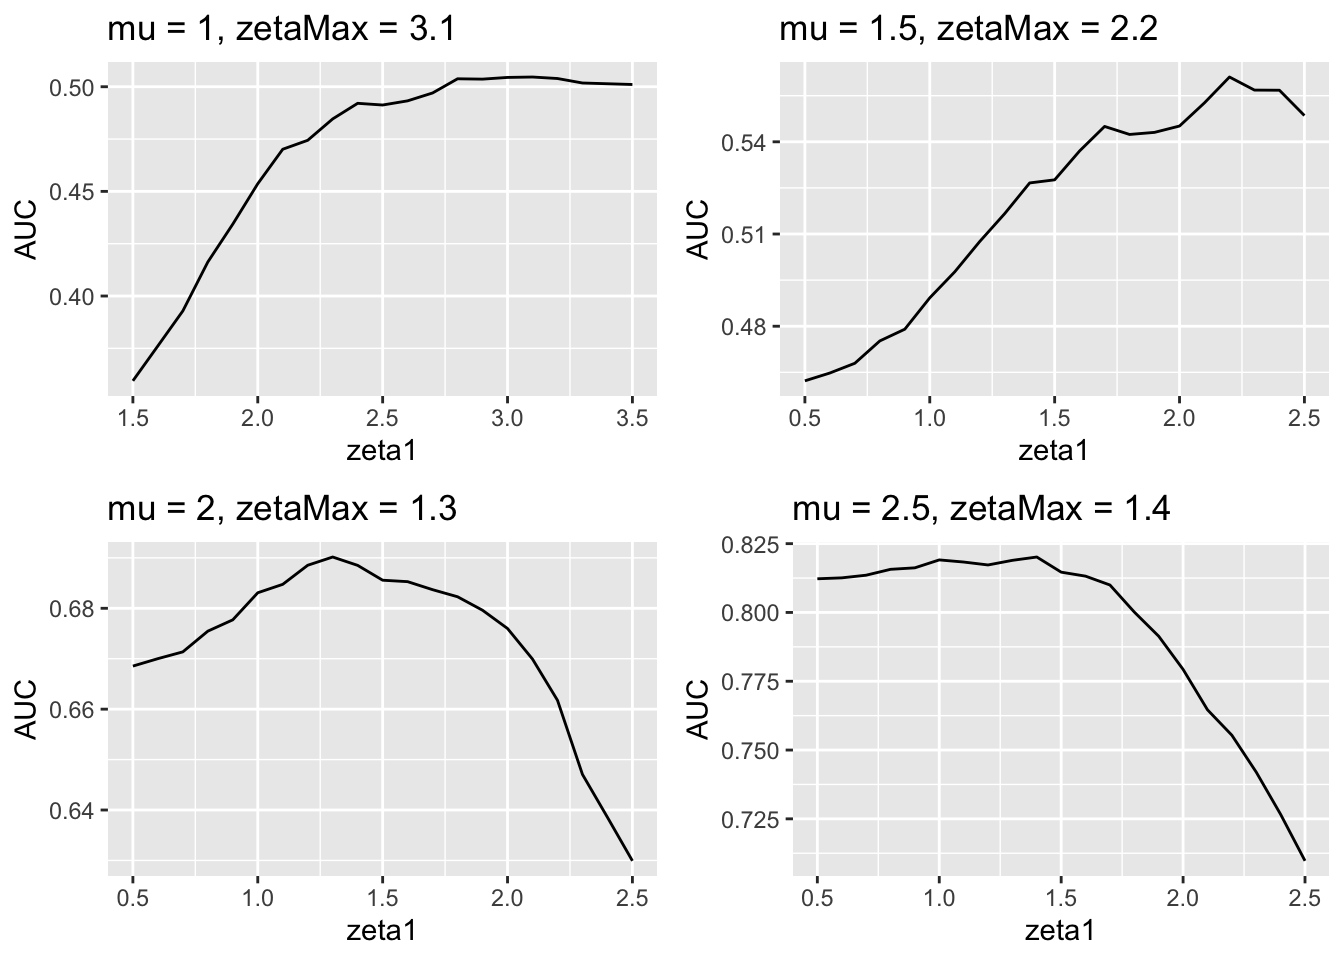 mu = 1, zetaMax = 3.1
AUC
0.50
0.45
0.40
1.5 2.0 2.5 3.0 3.5
zeta1
mu = 1.5, zetaMax = 2.2
AUC
0.54
0.51
0.48
0.5 1.0 1.5 2.0 2.5
zeta1
mu = 2, zetaMax = 1.3
AUC
0.68
0.66
0.64
0.5 1.0 1.5 2.0 2.5
zeta1
mu = 2.5, zetaMax = 1.4
AUC
0.825
0.800
0.775
0.750
0.725
0.5 1.0 1.5 2.0 2.5
zeta1